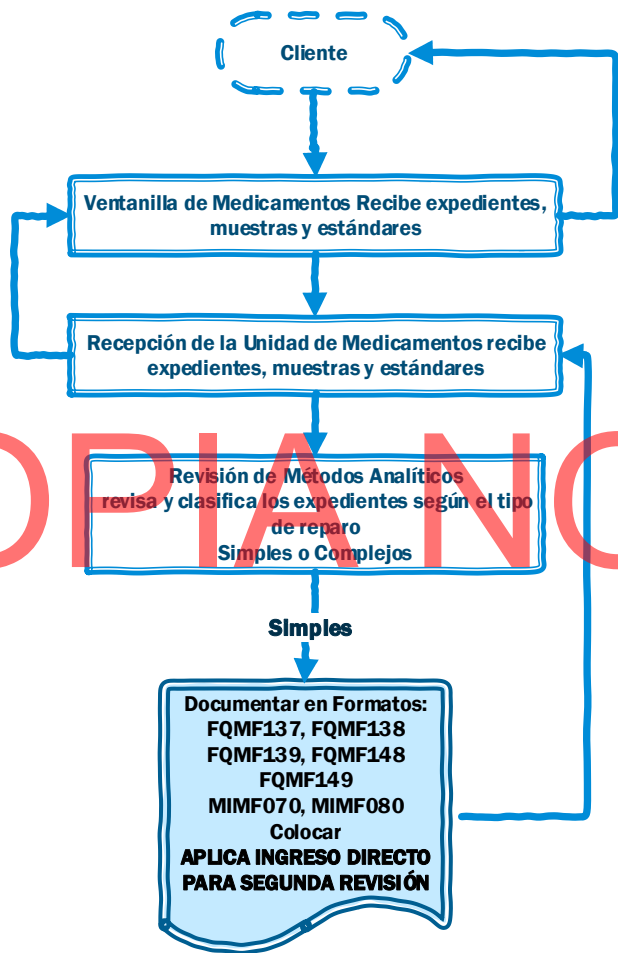 Cliente
Ventanilla de Medicamentos Recibe expedientes,
muestras y estándares
Recepción de la Unidad de Medicamentos recibe
expedientes, muestras y estándares
Revisión de Métodos Analíticos
revisa y clasifica los expedientes según el tipo
de reparo
Simples o Complejos
OPIA NO
Simples
Documentar en Formatos:
FQMF137, FQMF138
FQMF139, FQMF148
FQMF149
MIMF070, MIMF080
Colocar
APLICA INGRESO DIRECTO
PARA SEGUNDA REVISIÓN